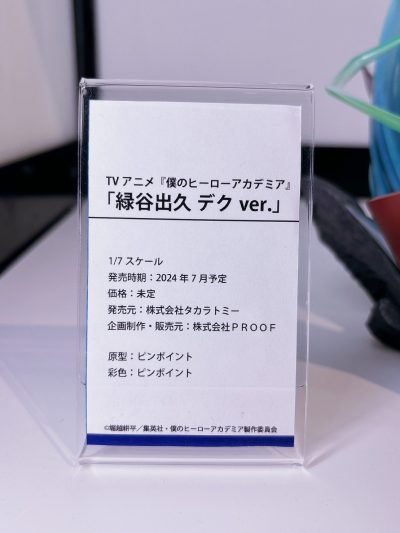 TVアニメ『僕のヒーローアカデミア』
「緑谷出久 デク ver.」
1/7 スケール
発売時期：2024 年 7 月予定
価格：未定
発売元：株式会社タカラトミー
企画制作・販売元：株式会社ＰＲＯＯＦ
原型：ピンポイント
彩色：ピンポイント
©堀越耕平／集英社・僕のヒーローアカデミア製作委員会